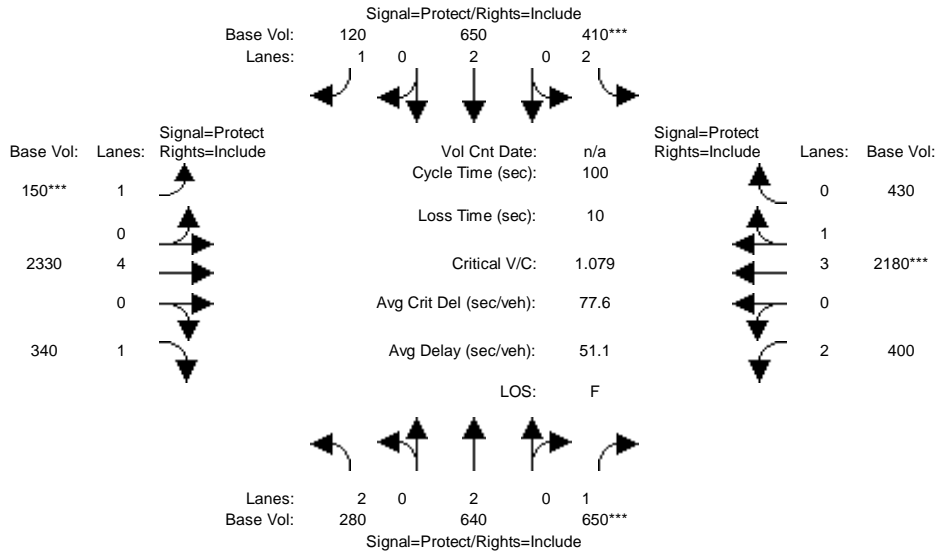 Signal=Protect/Rights=Include
Base Vol: 120 650 410***
Lanes: 1 0 2 0 2
Signal=Protect
Base Vol: Lanes: Rights=Include
Vol Cnt Date: n/a
Signal=Protect
Rights=Include Lanes: Base Vol:
Cycle Time (sec): 100
150*** 1
0 430
Loss Time (sec): 10
0
1
2330 4
Critical V/C: 1.079
3 2180***
0
Avg Crit Del (sec/veh): 77.6
0
340 1
Avg Delay (sec/veh): 51.1
2 400
LOS: F
Lanes: 2 0 2 0 1
Base Vol: 280 640 650***
Signal=Protect/Rights=Include